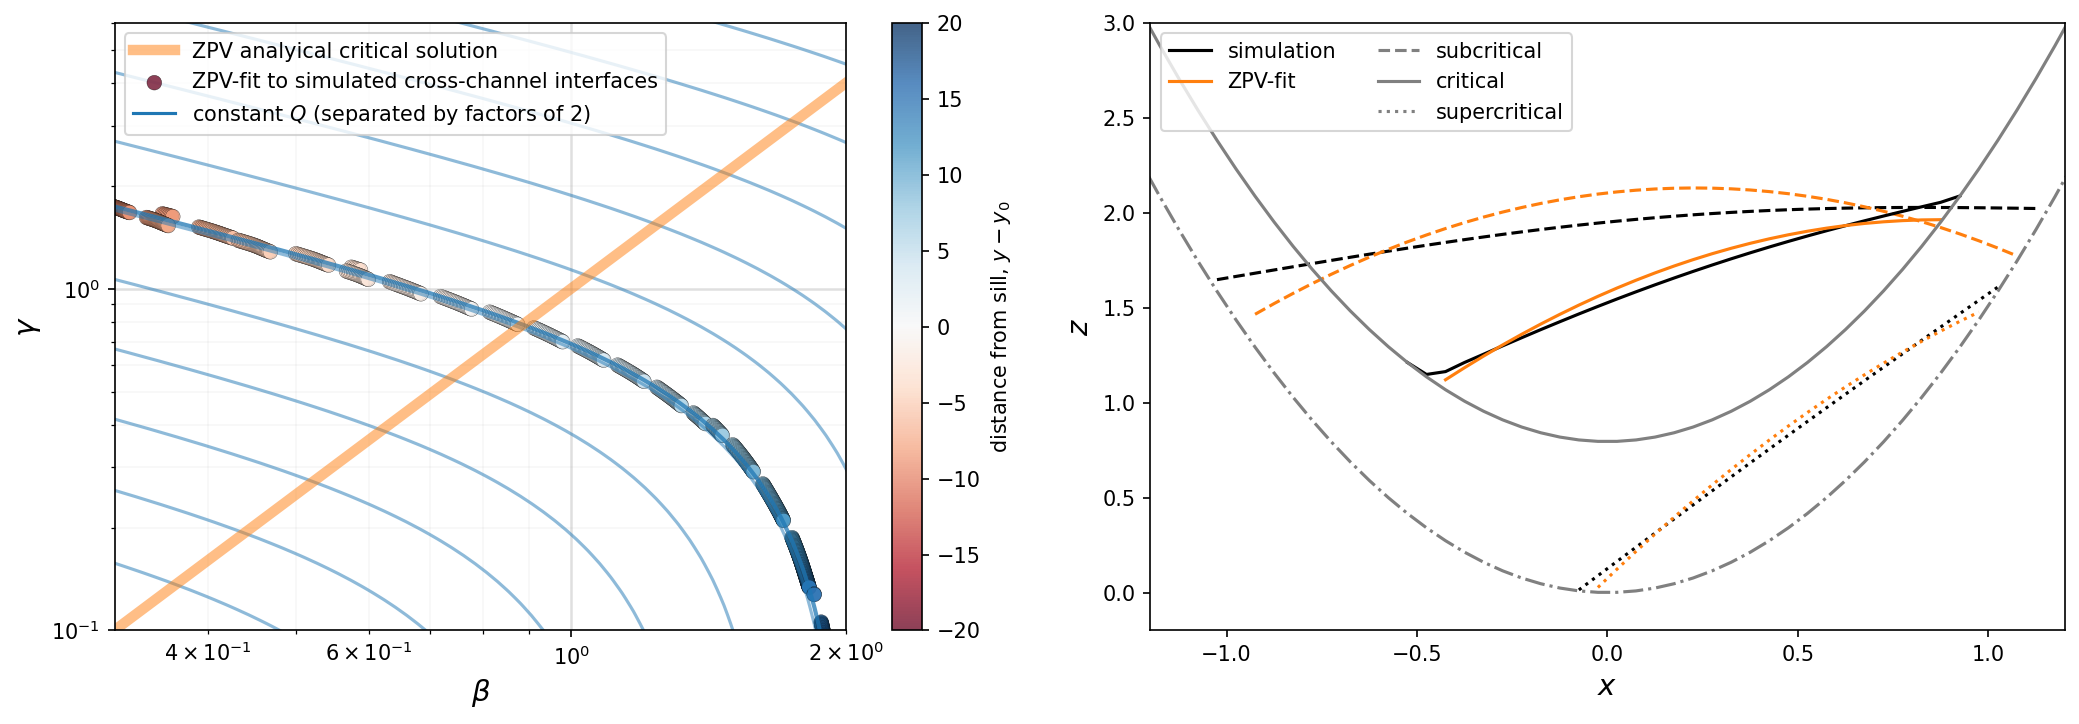 ZPV analyical critical solution
ZPV-fit to simulated cross-channel interfaces
constant Q (separated by factors of 2)
γ
10⁰
10⁻¹
4 × 10⁻¹
6 × 10⁻¹
10⁰
2 × 10⁰
β
20
15
10
5
0
−5
−10
−15
−20
distance from sill, y − y₀
simulation
ZPV-fit
subcritical
critical
supercritical
z
3.0
2.5
2.0
1.5
1.0
0.5
0.0
−1.0
−0.5
0.0
0.5
1.0
x